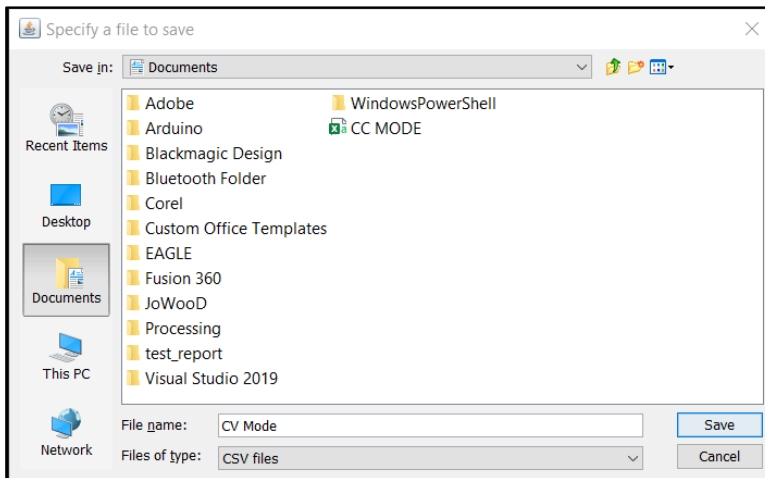 Specify a file to save
Save in: Documents
Recent Items
Desktop
Documents
This PC
Network
Adobe
Arduino
Blackmagic Design
Bluetooth Folder
Corel
Custom Office Templates
EAGLE
Fusion 360
JoWooD
Processing
test_report
Visual Studio 2019
WindowsPowerShell
CC MODE
File name: CV Mode
Save
Files of type: CSV files
Cancel